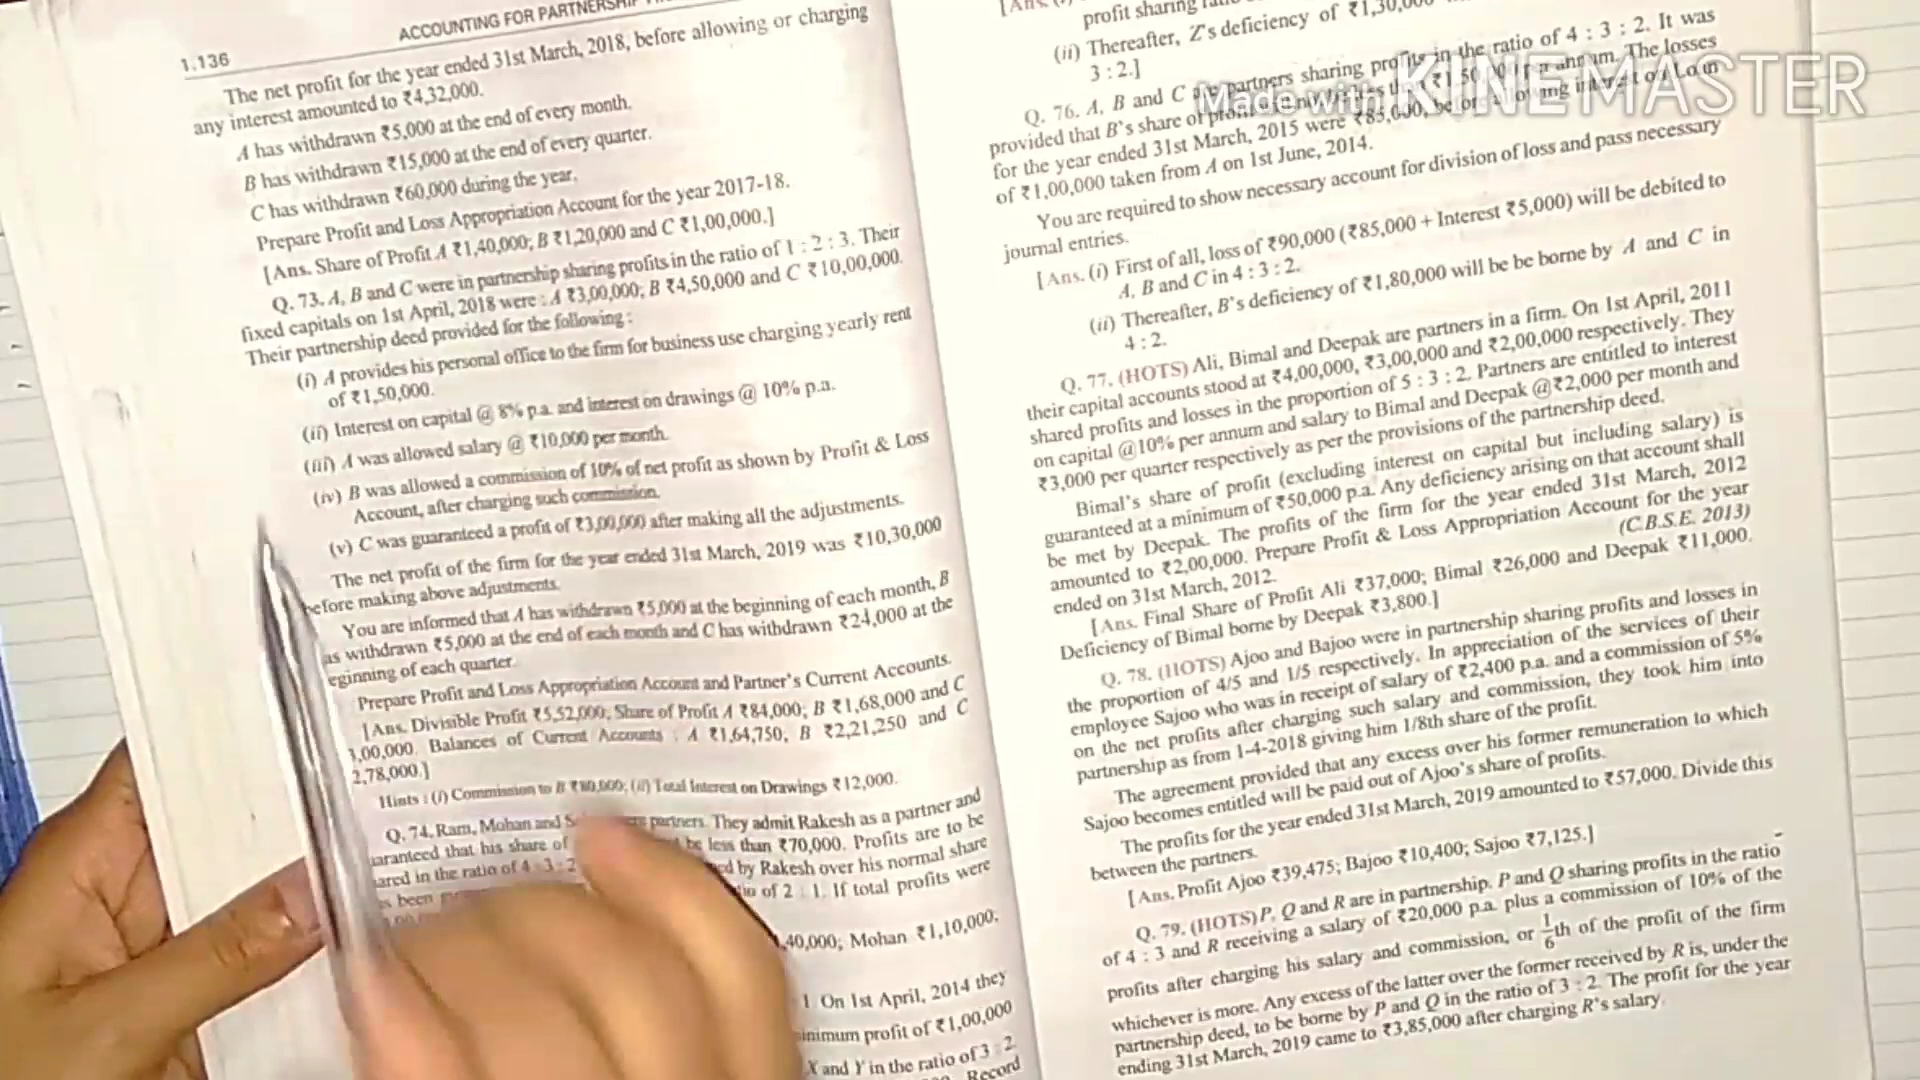 1.136
ACCOUNTING FOR PARTNERSHIP
The net profit for the year ended 31st March, 2018, before allowing or charging
any interest amounted to ₹4,32,000.
A has withdrawn ₹5,000 at the end of every month.
B has withdrawn ₹15,000 at the end of every quarter.
C has withdrawn ₹60,000 during the year.
Prepare Profit and Loss Appropriation Account for the year 2017-18.
[Ans. Share of Profit A ₹1,40,000; B ₹1,20,000 and C ₹1,00,000.]
Q. 73. A, B and C were in partnership sharing profits in the ratio of 1 : 2 : 3. Their
fixed capitals on 1st April, 2018 were : A ₹3,00,000; B ₹4,50,000 and C ₹10,00,000.
Their partnership deed provided for the following :
(i) A provides his personal office to the firm for business use charging yearly rent
of ₹1,50,000.
(ii) Interest on capital @ 8% p.a. and interest on drawings @ 10% p.a.
(iii) A was allowed salary @ ₹10,000 per month.
(iv) B was allowed a commission of 10% of net profit as shown by Profit & Loss
Account, after charging such commission.
(v) C was guaranteed a profit of ₹3,00,000 after making all the adjustments.
The net profit of the firm for the year ended 31st March, 2019 was ₹10,30,000
before making above adjustments.
You are informed that A has withdrawn ₹5,000 at the beginning of each month, B
as withdrawn ₹5,000 at the end of each month and C has withdrawn ₹24,000 at the
eginning of each quarter.
Prepare Profit and Loss Appropriation Account and Partner's Current Accounts.
[Ans. Divisible Profit ₹5,52,000; Share of Profit A ₹84,000; B ₹1,68,000 and C
3,00,000. Balances of Current Accounts : A ₹1,64,750; B ₹2,21,250 and C
2,78,000.]
Hints : (i) Commission to B ₹80,000; (ii) Total Interest on Drawings ₹12,000.
Q. 74. Ram, Mohan and partners. They admit Rakesh as a partner and
aranteed that his share of be less than ₹70,000. Profits are to be
ared in the ratio of 4 : 3 : 2 ed by Rakesh over his normal share
s been of 2 : 1. If total profits were
,40,000; Mohan ₹1,10,000;
1. On 1st April, 2014 they
inimum profit of ₹1,00,000
X and Y in the ratio of 3 : 2.
Record
profit sharing
(ii) Thereafter, Z's deficiency of ₹1,30,000
3 : 2.]
Q. 76. A, B and C are partners sharing profits in the ratio of 4 : 3 : 2. It was
provided that B's share of profit ₹1,50,000 per annum. The losses
for the year ended 31st March, 2015 were ₹85,000, before allowing interest on Loan
of ₹1,00,000 taken from A on 1st June, 2014.
You are required to show necessary account for division of loss and pass necessary
journal entries.
[Ans. (i) First of all, loss of ₹90,000 (₹85,000 + Interest ₹5,000) will be debited to
A, B and C in 4 : 3 : 2.
(ii) Thereafter, B's deficiency of ₹1,80,000 will be be borne by A and C in
4 : 2.
Q. 77. (HOTS) Ali, Bimal and Deepak are partners in a firm. On 1st April, 2011
their capital accounts stood at ₹4,00,000, ₹3,00,000 and ₹2,00,000 respectively. They
shared profits and losses in the proportion of 5 : 3 : 2. Partners are entitled to interest
on capital @10% per annum and salary to Bimal and Deepak @ ₹2,000 per month and
₹3,000 per quarter respectively as per the provisions of the partnership deed.
Bimal's share of profit (excluding interest on capital but including salary) is
guaranteed at a minimum of ₹50,000 p.a. Any deficiency arising on that account shall
be met by Deepak. The profits of the firm for the year ended 31st March, 2012
amounted to ₹2,00,000. Prepare Profit & Loss Appropriation Account for the year
ended on 31st March, 2012. (C.B.S.E. 2013)
[Ans. Final Share of Profit Ali ₹37,000; Bimal ₹26,000 and Deepak ₹11,000.
Deficiency of Bimal borne by Deepak ₹3,800.]
Q. 78. (HOTS) Ajoo and Bajoo were in partnership sharing profits and losses in
the proportion of 4/5 and 1/5 respectively. In appreciation of the services of their
employee Sajoo who was in receipt of salary of ₹2,400 p.a. and a commission of 5%
on the net profits after charging such salary and commission, they took him into
partnership as from 1-4-2018 giving him 1/8th share of the profit.
The agreement provided that any excess over his former remuneration to which
Sajoo becomes entitled will be paid out of Ajoo's share of profits.
The profits for the year ended 31st March, 2019 amounted to ₹57,000. Divide this
between the partners.
[Ans. Profit Ajoo ₹39,475; Bajoo ₹10,400; Sajoo ₹7,125.]
Q. 79. (HOTS) P, Q and R are in partnership. P and Q sharing profits in the ratio
of 4 : 3 and R receiving a salary of ₹20,000 p.a. plus a commission of 10% of the
profits after charging his salary and commission, or 1/6th of the profit of the firm
whichever is more. Any excess of the latter over the former received by R is, under the
partnership deed, to be borne by P and Q in the ratio of 3 : 2. The profit for the year
ending 31st March, 2019 came to ₹3,85,000 after charging R's salary.
Made with KINEMASTER